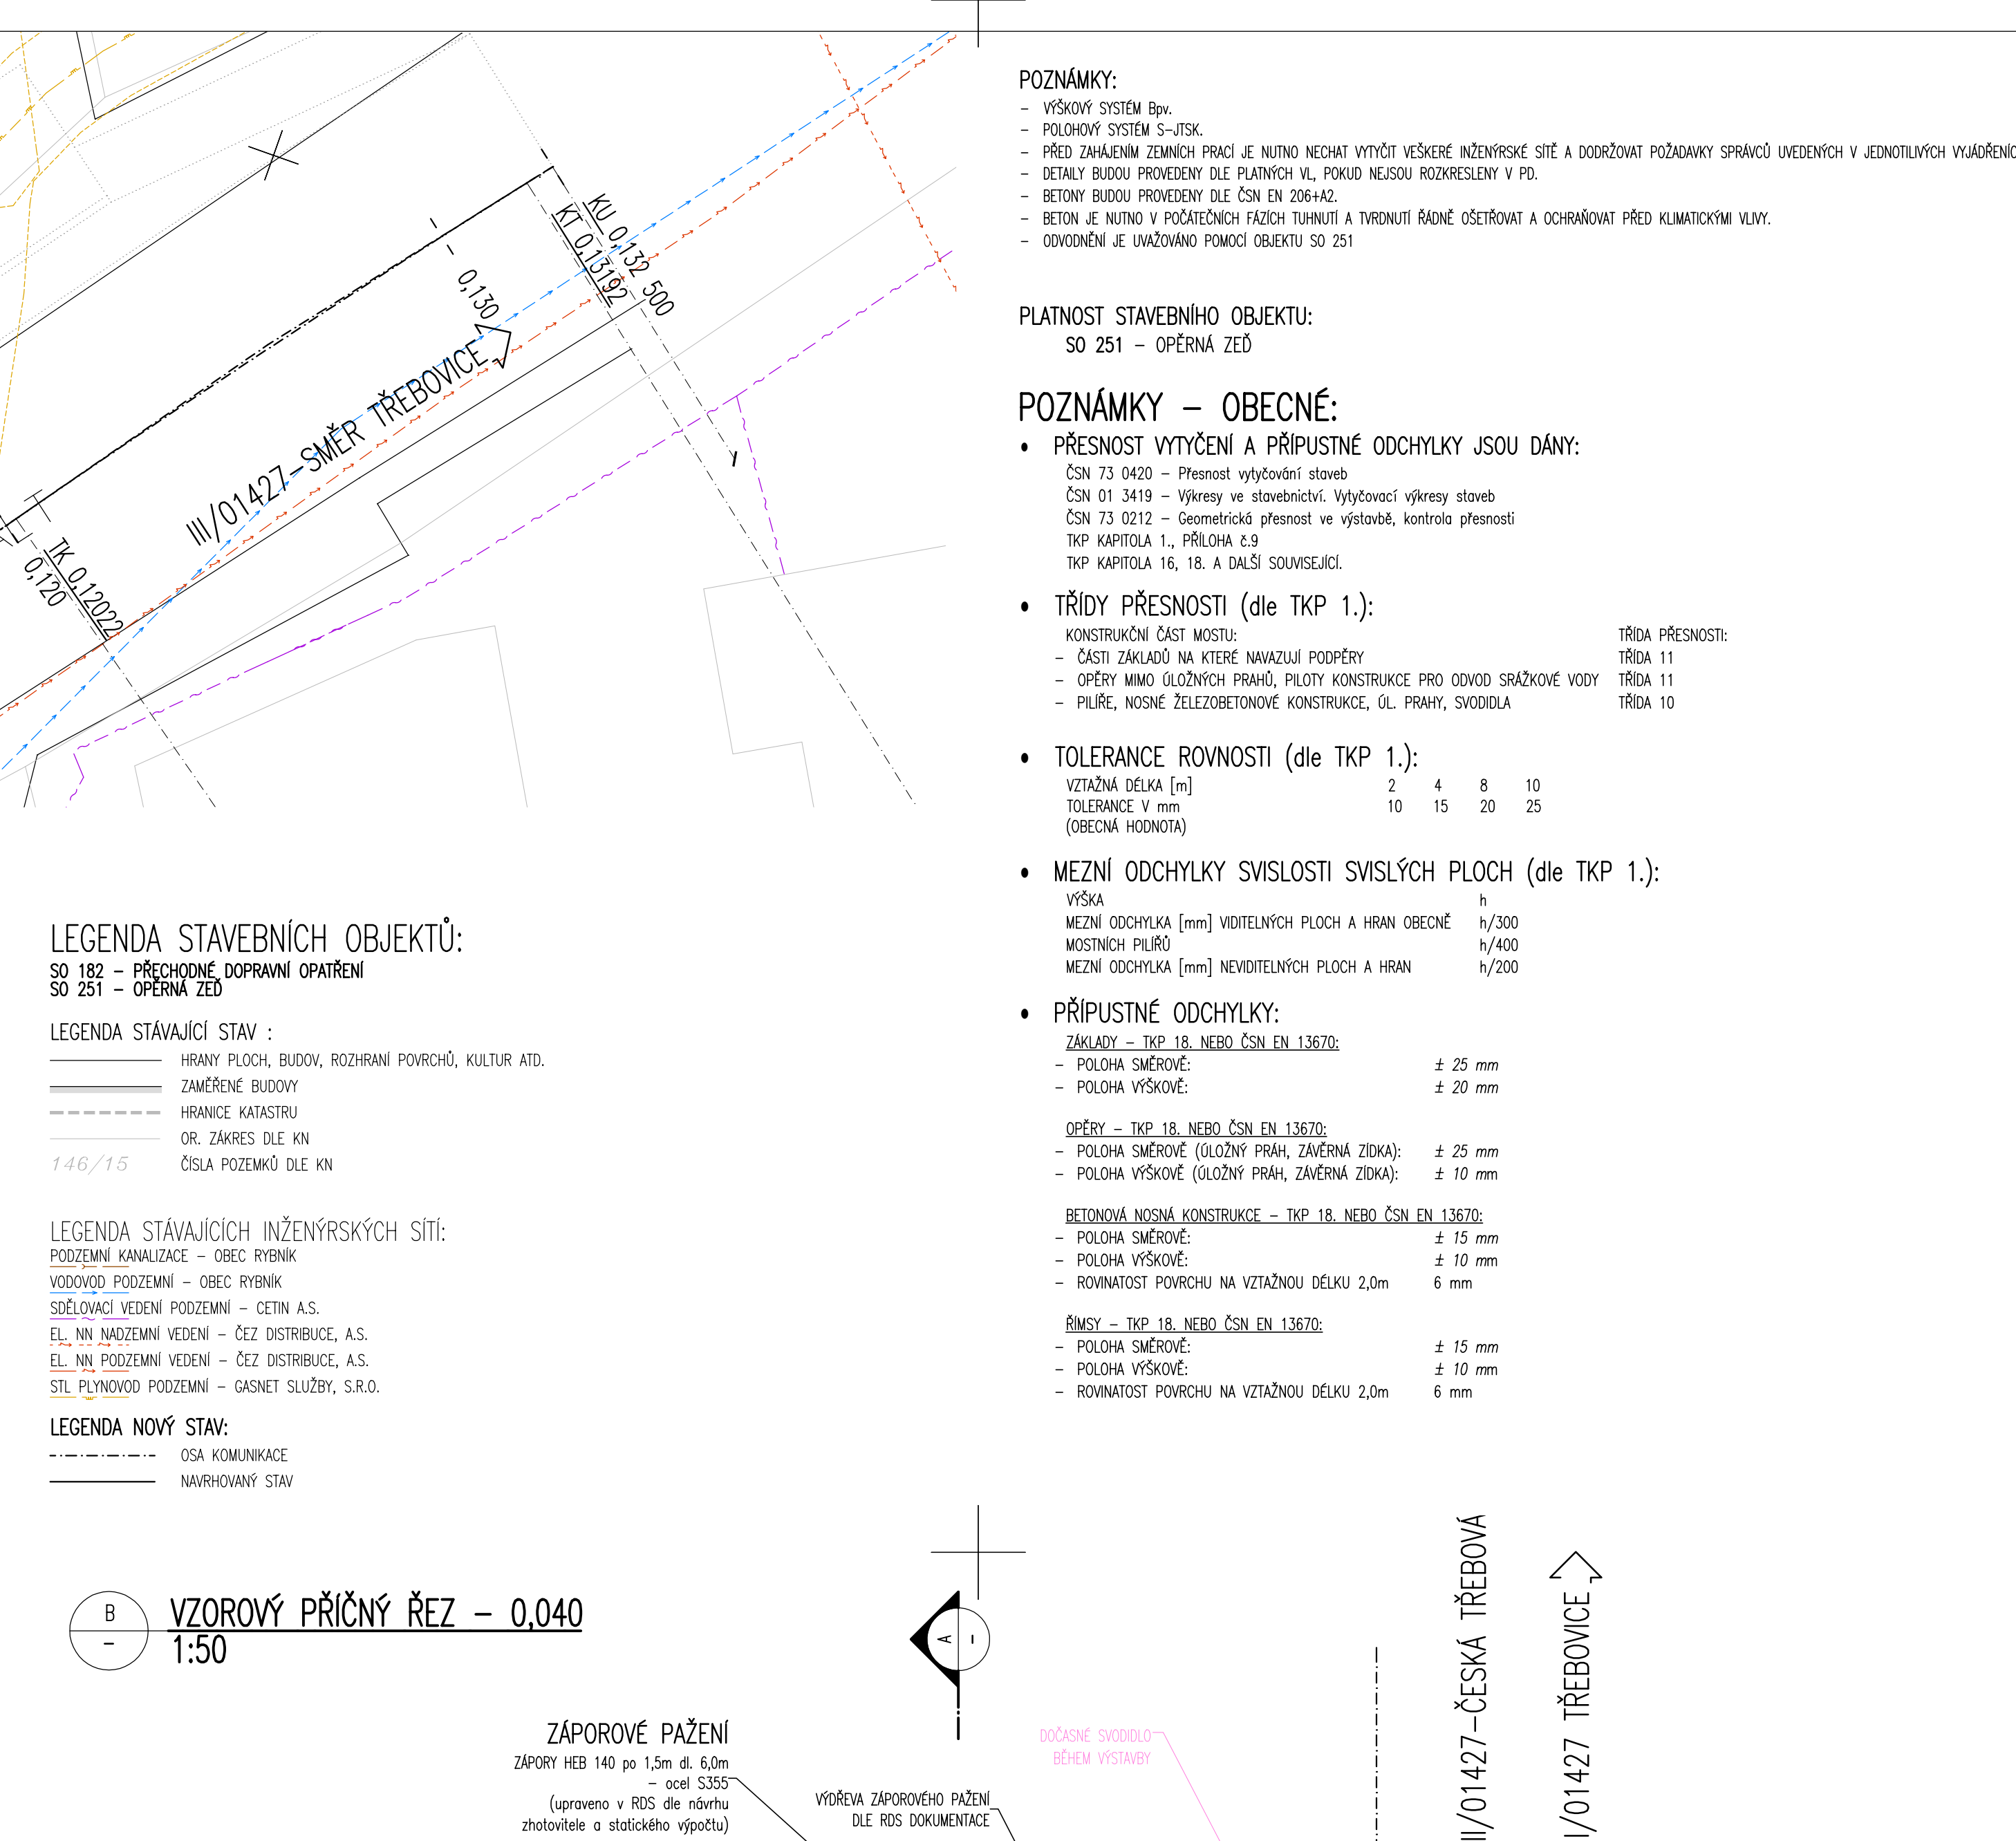 KU 0,132 500
KT 0,13192
0,130
III/01427-SMĚR TŘEBOVICE
TK 0,12022
0,120
POZNÁMKY:
- VÝŠKOVÝ SYSTÉM Bpv.
- POLOHOVÝ SYSTÉM S-JTSK.
- PŘED ZAHÁJENÍM ZEMNÍCH PRACÍ JE NUTNO NECHAT VYTYČIT VEŠKERÉ INŽENÝRSKÉ SÍTĚ A DODRŽOVAT POŽADAVKY SPRÁVCŮ UVEDENÝCH V JEDNOTILIVÝCH VYJÁDŘENÍC
- DETAILY BUDOU PROVEDENY DLE PLATNÝCH VL, POKUD NEJSOU ROZKRESLENY V PD.
- BETONY BUDOU PROVEDENY DLE ČSN EN 206+A2.
- BETON JE NUTNO V POČÁTEČNÍCH FÁZÍCH TUHNUTÍ A TVRDNUTÍ ŘÁDNĚ OŠETŘOVAT A OCHRAŇOVAT PŘED KLIMATICKÝMI VLIVY.
- ODVODNĚNÍ JE UVAŽOVÁNO POMOCÍ OBJEKTU SO 251
PLATNOST STAVEBNÍHO OBJEKTU:
SO 251 - OPĚRNÁ ZEĎ
POZNÁMKY - OBECNÉ:
• PŘESNOST VYTYČENÍ A PŘÍPUSTNÉ ODCHYLKY JSOU DÁNY:
ČSN 73 0420 - Přesnost vytyčování staveb
ČSN 01 3419 - Výkresy ve stavebnictví. Vytyčovací výkresy staveb
ČSN 73 0212 - Geometrická přesnost ve výstavbě, kontrola přesnosti
TKP KAPITOLA 1., PŘÍLOHA č.9
TKP KAPITOLA 16, 18. A DALŠÍ SOUVISEJÍCÍ.
• TŘÍDY PŘESNOSTI (dle TKP 1.):
KONSTRUKČNÍ ČÁST MOSTU: TŘÍDA PŘESNOSTI:
- ČÁSTI ZÁKLADŮ NA KTERÉ NAVAZUJÍ PODPĚRY TŘÍDA 11
- OPĚRY MIMO ÚLOŽNÝCH PRAHŮ, PILOTY KONSTRUKCE PRO ODVOD SRÁŽKOVÉ VODY TŘÍDA 11
- PILÍŘE, NOSNÉ ŽELEZOBETONOVÉ KONSTRUKCE, ÚL. PRAHY, SVODIDLA TŘÍDA 10
• TOLERANCE ROVNOSTI (dle TKP 1.):
VZTAŽNÁ DÉLKA [m] 2 4 8 10
TOLERANCE V mm 10 15 20 25
(OBECNÁ HODNOTA)
• MEZNÍ ODCHYLKY SVISLOSTI SVISLÝCH PLOCH (dle TKP 1.):
VÝŠKA h
MEZNÍ ODCHYLKA [mm] VIDITELNÝCH PLOCH A HRAN OBECNĚ h/300
MOSTNÍCH PILÍŘŮ h/400
MEZNÍ ODCHYLKA [mm] NEVIDITELNÝCH PLOCH A HRAN h/200
• PŘÍPUSTNÉ ODCHYLKY:
ZÁKLADY - TKP 18. NEBO ČSN EN 13670:
- POLOHA SMĚROVĚ: ± 25 mm
- POLOHA VÝŠKOVĚ: ± 20 mm
OPĚRY - TKP 18. NEBO ČSN EN 13670:
- POLOHA SMĚROVĚ (ÚLOŽNÝ PRÁH, ZÁVĚRNÁ ZÍDKA): ± 25 mm
- POLOHA VÝŠKOVĚ (ÚLOŽNÝ PRÁH, ZÁVĚRNÁ ZÍDKA): ± 10 mm
BETONOVÁ NOSNÁ KONSTRUKCE - TKP 18. NEBO ČSN EN 13670:
- POLOHA SMĚROVĚ: ± 15 mm
- POLOHA VÝŠKOVĚ: ± 10 mm
- ROVINATOST POVRCHU NA VZTAŽNOU DÉLKU 2,0m 6 mm
ŘÍMSY - TKP 18. NEBO ČSN EN 13670:
- POLOHA SMĚROVĚ: ± 15 mm
- POLOHA VÝŠKOVĚ: ± 10 mm
- ROVINATOST POVRCHU NA VZTAŽNOU DÉLKU 2,0m 6 mm
LEGENDA STAVEBNÍCH OBJEKTŮ:
SO 182 - PŘECHODNÉ DOPRAVNÍ OPATŘENÍ
SO 251 - OPĚRNÁ ZEĎ
LEGENDA STÁVAJÍCÍ STAV :
HRANY PLOCH, BUDOV, ROZHRANÍ POVRCHŮ, KULTUR ATD.
ZAMĚŘENÉ BUDOVY
HRANICE KATASTRU
OR. ZÁKRES DLE KN
146/15 ČÍSLA POZEMKŮ DLE KN
LEGENDA STÁVAJÍCÍCH INŽENÝRSKÝCH SÍTÍ:
PODZEMNÍ KANALIZACE - OBEC RYBNÍK
VODOVOD PODZEMNÍ - OBEC RYBNÍK
SDĚLOVACÍ VEDENÍ PODZEMNÍ - CETIN A.S.
EL. NN NADZEMNÍ VEDENÍ - ČEZ DISTRIBUCE, A.S.
EL. NN PODZEMNÍ VEDENÍ - ČEZ DISTRIBUCE, A.S.
STL PLYNOVOD PODZEMNÍ - GASNET SLUŽBY, S.R.O.
LEGENDA NOVÝ STAV:
OSA KOMUNIKACE
NAVRHOVANÝ STAV
B
-
VZOROVÝ PŘÍČNÝ ŘEZ - 0,040
1:50
A
-
ZÁPOROVÉ PAŽENÍ
ZÁPORY HEB 140 po 1,5m dl. 6,0m
- ocel S355
(upraveno v RDS dle návrhu
zhotovitele a statického výpočtu)
VÝDŘEVA ZÁPOROVÉHO PAŽENÍ
DLE RDS DOKUMENTACE
DOČASNÉ SVODIDLO
BĚHEM VÝSTAVBY
II/01427-ČESKÁ TŘEBOVÁ
I/01427 TŘEBOVICE